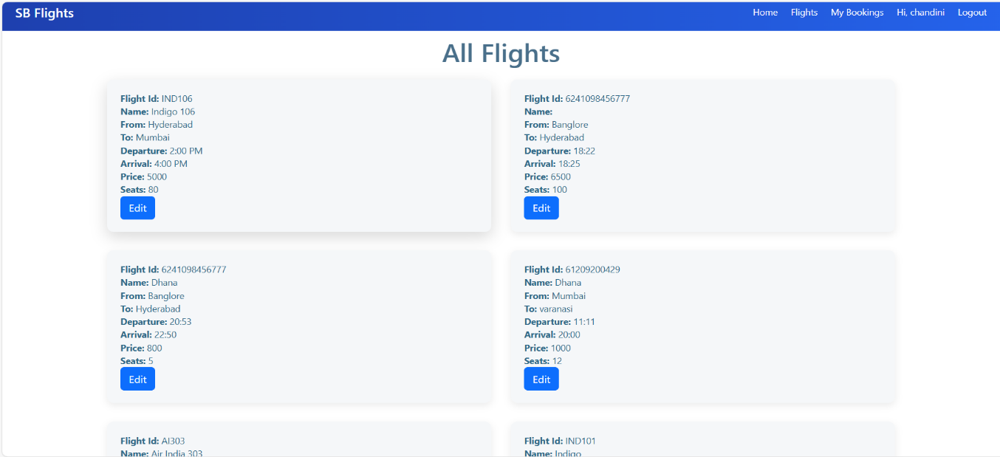 SB Flights
Home Flights My Bookings Hi, chandini Logout
All Flights
Flight Id: IND106
Name: Indigo 106
From: Hyderabad
To: Mumbai
Departure: 2:00 PM
Arrival: 4:00 PM
Price: 5000
Seats: 80
Edit
Flight Id: 6241098456777
Name:
From: Banglore
To: Hyderabad
Departure: 18:22
Arrival: 18:25
Price: 6500
Seats: 100
Edit
Flight Id: 6241098456777
Name: Dhana
From: Banglore
To: Hyderabad
Departure: 20:53
Arrival: 22:50
Price: 800
Seats: 5
Edit
Flight Id: 61209200429
Name: Dhana
From: Mumbai
To: varanasi
Departure: 11:11
Arrival: 20:00
Price: 1000
Seats: 12
Edit
Flight Id: AI303
Name: Air India 303
Flight Id: IND101
Name: Indigo